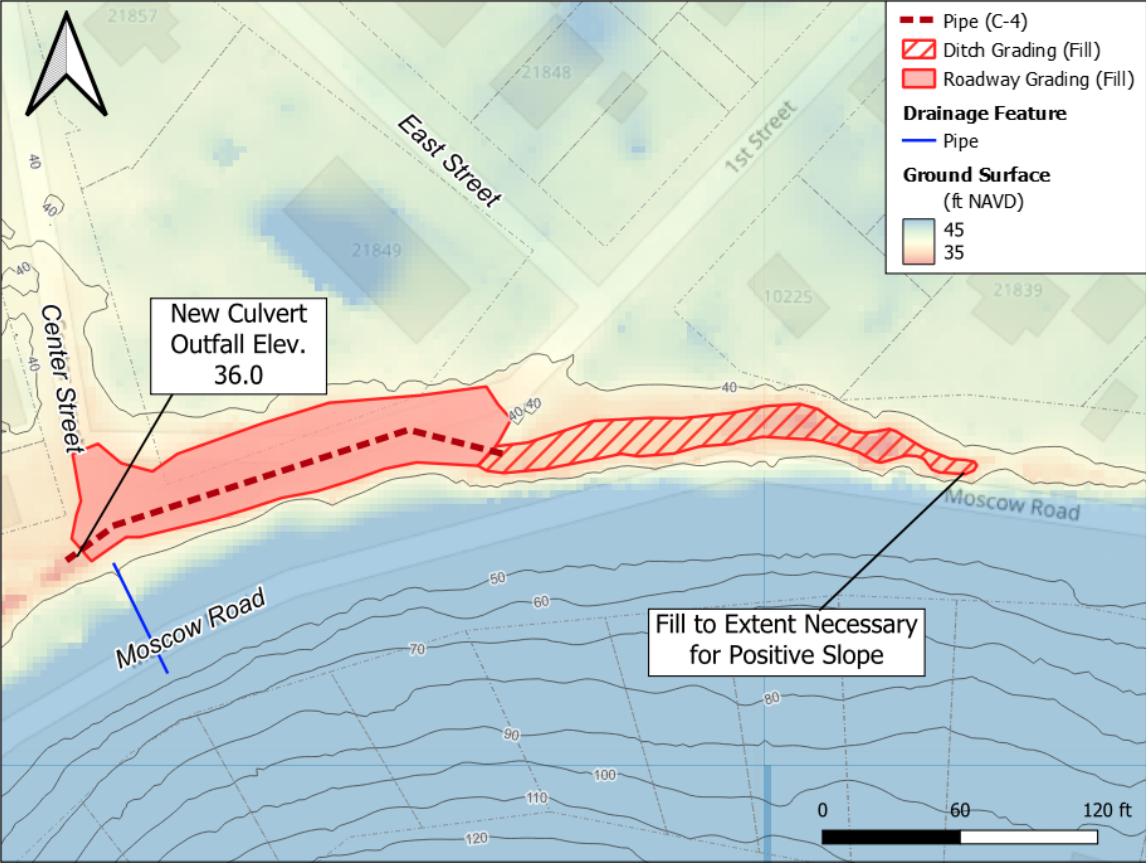 21857
Pipe (C-4)
Ditch Grading (Fill)
Roadway Grading (Fill)
Drainage Feature
Pipe
Ground Surface
(ft NAVD)
45
35
21848
East Street
1st Street
40
40
40
40
21849
10225
21839
New Culvert
Outfall Elev.
36.0
Center Street
40
40
40
Moscow Road
50
60
Moscow Road
Fill to Extent Necessary
for Positive Slope
70
80
90
100
110
120
0
60
120 ft